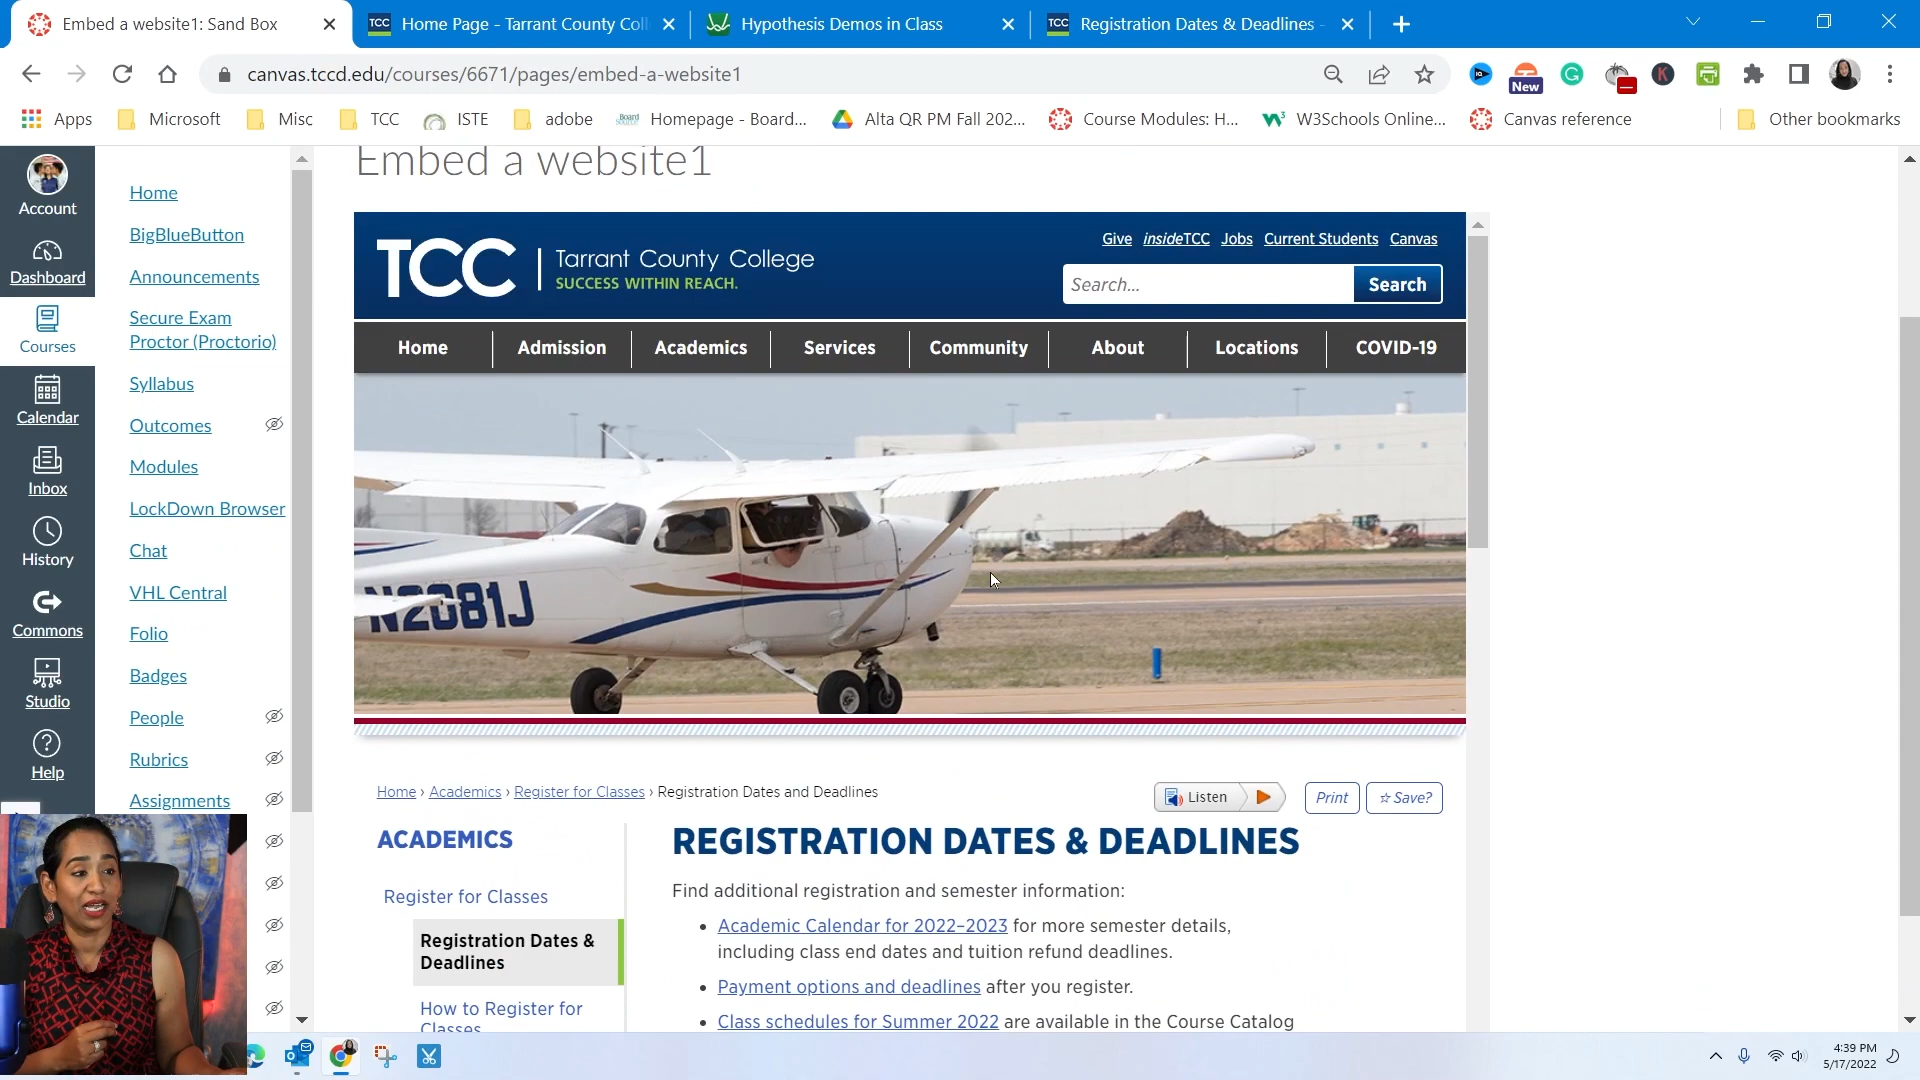 Embed a website1: Sand Box
TCC Home Page - Tarrant County Coll
Hypothesis Demos in Class
TCC Registration Dates & Deadlines -
canvas.tccd.edu/courses/6671/pages/embed-a-website1
New
K
Apps
Microsoft
Misc
TCC
ISTE
adobe
Homepage - Board...
Alta QR PM Fall 202...
Course Modules: H...
W3Schools Online...
Canvas reference
Other bookmarks
Account
Dashboard
Courses
Calendar
Inbox
History
Commons
Studio
Help
Home
BigBlueButton
Announcements
Secure Exam
Proctor (Proctorio)
Syllabus
Outcomes
Modules
LockDown Browser
Chat
VHL Central
Folio
Badges
People
Rubrics
Assignments
Embed a website1
TCC Tarrant County College
SUCCESS WITHIN REACH.
Give insideTCC Jobs Current Students Canvas
Search... Search
Home Admission Academics Services Community About Locations COVID-19
N2081J
Home › Academics › Register for Classes › Registration Dates and Deadlines
Listen Print Save?
ACADEMICS
Register for Classes
Registration Dates &
Deadlines
How to Register for
Classes
REGISTRATION DATES & DEADLINES
Find additional registration and semester information:
• Academic Calendar for 2022–2023 for more semester details,
including class end dates and tuition refund deadlines.
• Payment options and deadlines after you register.
• Class schedules for Summer 2022 are available in the Course Catalog
4:39 PM
5/17/2022